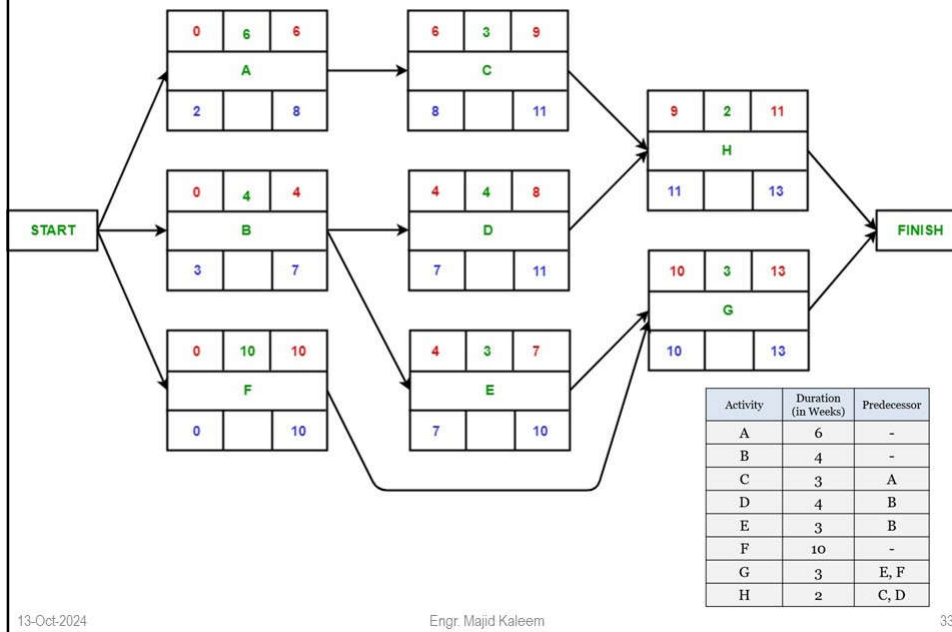 0 6 6
A
2 8
6 3 9
C
8 11
9 2 11
H
11 13
START
0 4 4
B
3 7
4 4 8
D
7 11
FINISH
10 3 13
G
10 13
0 10 10
F
0 10
4 3 7
E
7 10
Activity Duration (in Weeks) Predecessor
A 6 -
B 4 -
C 3 A
D 4 B
E 3 B
F 10 -
G 3 E, F
H 2 C, D
13-Oct-2024 Engr. Majid Kaleem 33